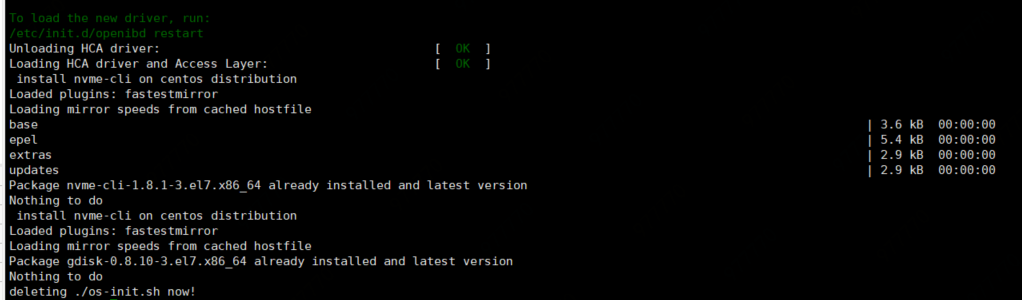 To load the new driver, run:
/etc/init.d/openibd restart
Unloading HCA driver:                                      [  OK  ]
Loading HCA driver and Access Layer:                       [  OK  ]
 install nvme-cli on centos distribution
Loaded plugins: fastestmirror
Loading mirror speeds from cached hostfile
base | 3.6 kB  00:00:00
epel | 5.4 kB  00:00:00
extras | 2.9 kB  00:00:00
updates | 2.9 kB  00:00:00
Package nvme-cli-1.8.1-3.el7.x86_64 already installed and latest version
Nothing to do
 install nvme-cli on centos distribution
Loaded plugins: fastestmirror
Loading mirror speeds from cached hostfile
Package gdisk-0.8.10-3.el7.x86_64 already installed and latest version
Nothing to do
deleting ./os-init.sh now!